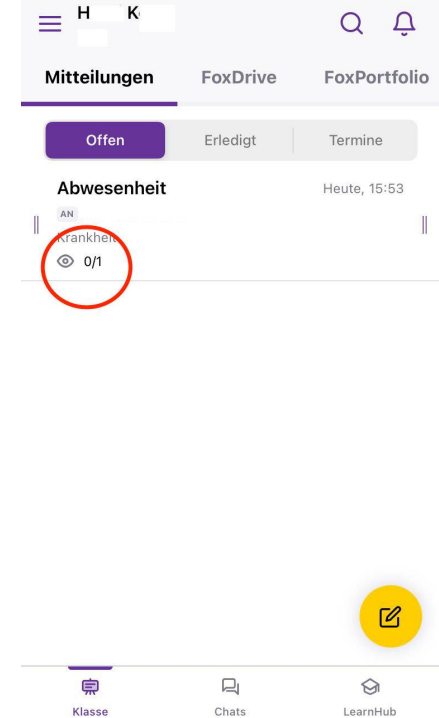 H K
Mitteilungen FoxDrive FoxPortfolio
Offen Erledigt Termine
Abwesenheit Heute, 15:53
AN
Krankheit
0/1
Klasse Chats LearnHub